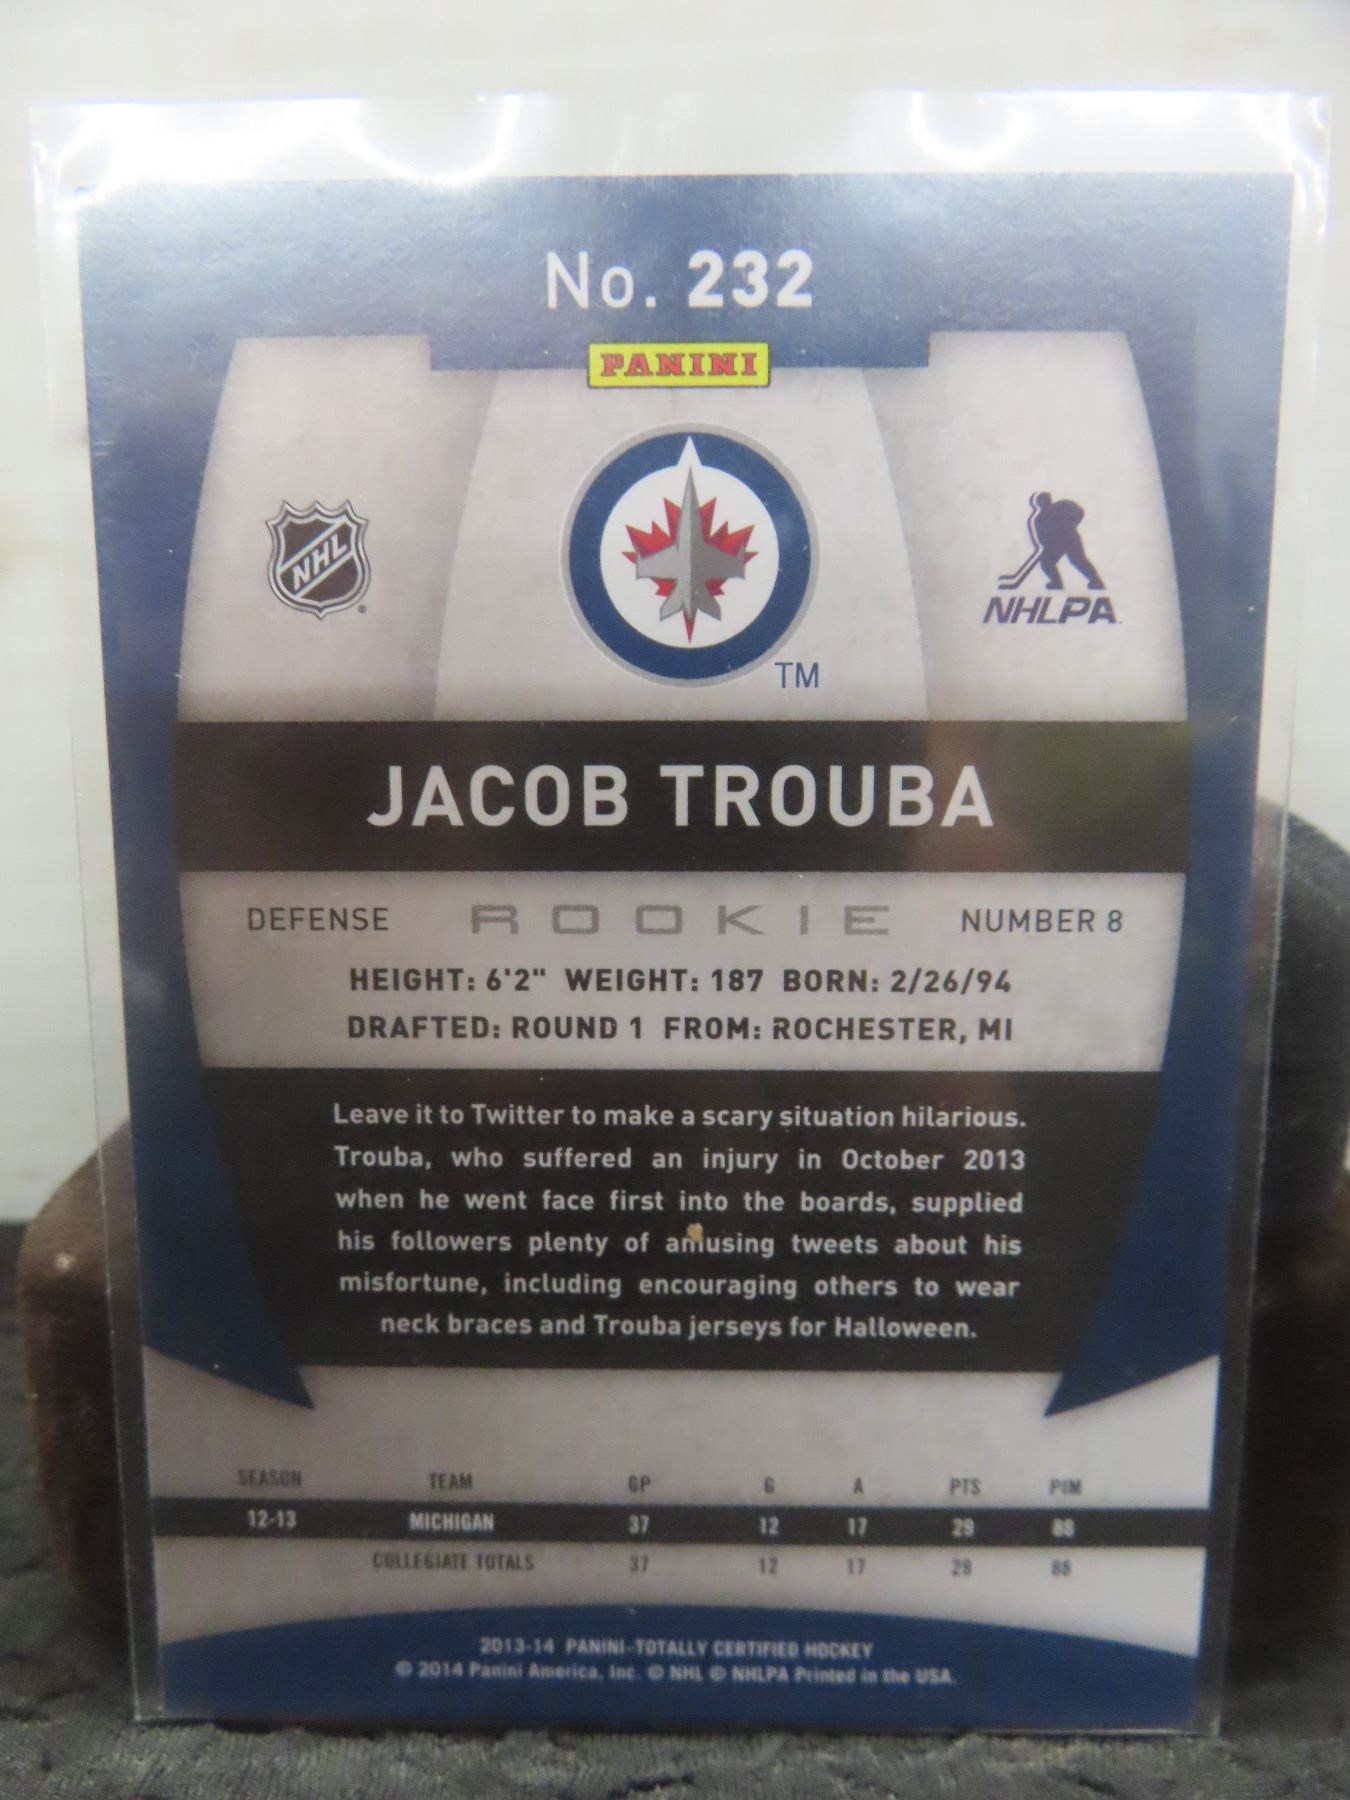 No. 232
PANINI
NHL
NHLPA
TM
JACOB TROUBA
DEFENSE ROOKIE NUMBER 8
HEIGHT: 6'2" WEIGHT: 187 BORN: 2/26/94
DRAFTED: ROUND 1 FROM: ROCHESTER, MI
Leave it to Twitter to make a scary situation hilarious.
Trouba, who suffered an injury in October 2013
when he went face first into the boards, supplied
his followers plenty of amusing tweets about his
misfortune, including encouraging others to wear
neck braces and Trouba jerseys for Halloween.
SEASON TEAM GP G A PTS PIM
12-13 MICHIGAN 37 12 17 29 88
COLLEGIATE TOTALS 37 12 17 29 88
2013-14 PANINI-TOTALLY CERTIFIED HOCKEY
© 2014 Panini America, Inc. © NHL © NHLPA Printed in the USA.